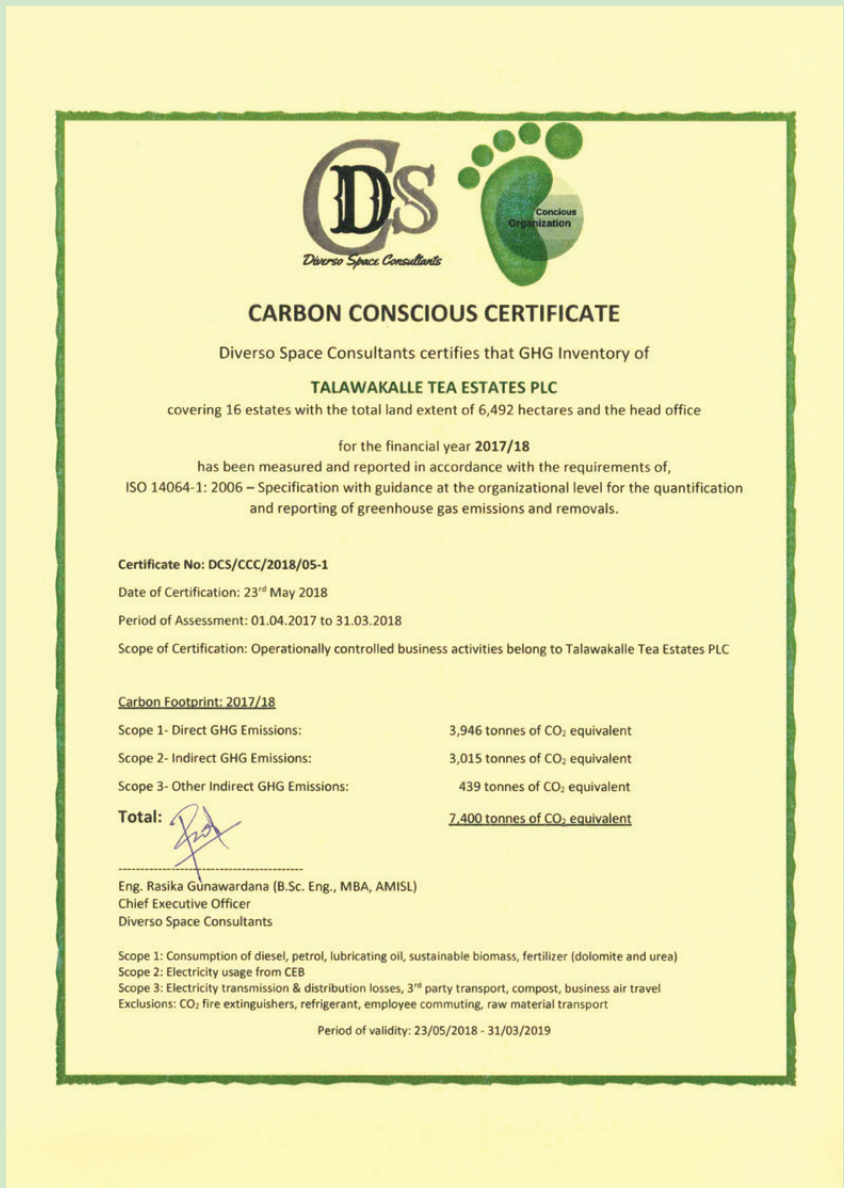 CDS
Diverso Space Consultants
Concious
Organization
CARBON CONSCIOUS CERTIFICATE
Diverso Space Consultants certifies that GHG Inventory of
TALAWAKALLE TEA ESTATES PLC
covering 16 estates with the total land extent of 6,492 hectares and the head office
for the financial year 2017/18
has been measured and reported in accordance with the requirements of,
ISO 14064-1: 2006 – Specification with guidance at the organizational level for the quantification
and reporting of greenhouse gas emissions and removals.
Certificate No: DCS/CCC/2018/05-1
Date of Certification: 23rd May 2018
Period of Assessment: 01.04.2017 to 31.03.2018
Scope of Certification: Operationally controlled business activities belong to Talawakalle Tea Estates PLC
Carbon Footprint: 2017/18
Scope 1- Direct GHG Emissions: 3,946 tonnes of CO₂ equivalent
Scope 2- Indirect GHG Emissions: 3,015 tonnes of CO₂ equivalent
Scope 3- Other Indirect GHG Emissions: 439 tonnes of CO₂ equivalent
Total: 7,400 tonnes of CO₂ equivalent
Eng. Rasika Gunawardana (B.Sc. Eng., MBA, AMISL)
Chief Executive Officer
Diverso Space Consultants
Scope 1: Consumption of diesel, petrol, lubricating oil, sustainable biomass, fertilizer (dolomite and urea)
Scope 2: Electricity usage from CEB
Scope 3: Electricity transmission & distribution losses, 3rd party transport, compost, business air travel
Exclusions: CO₂ fire extinguishers, refrigerant, employee commuting, raw material transport
Period of validity: 23/05/2018 - 31/03/2019